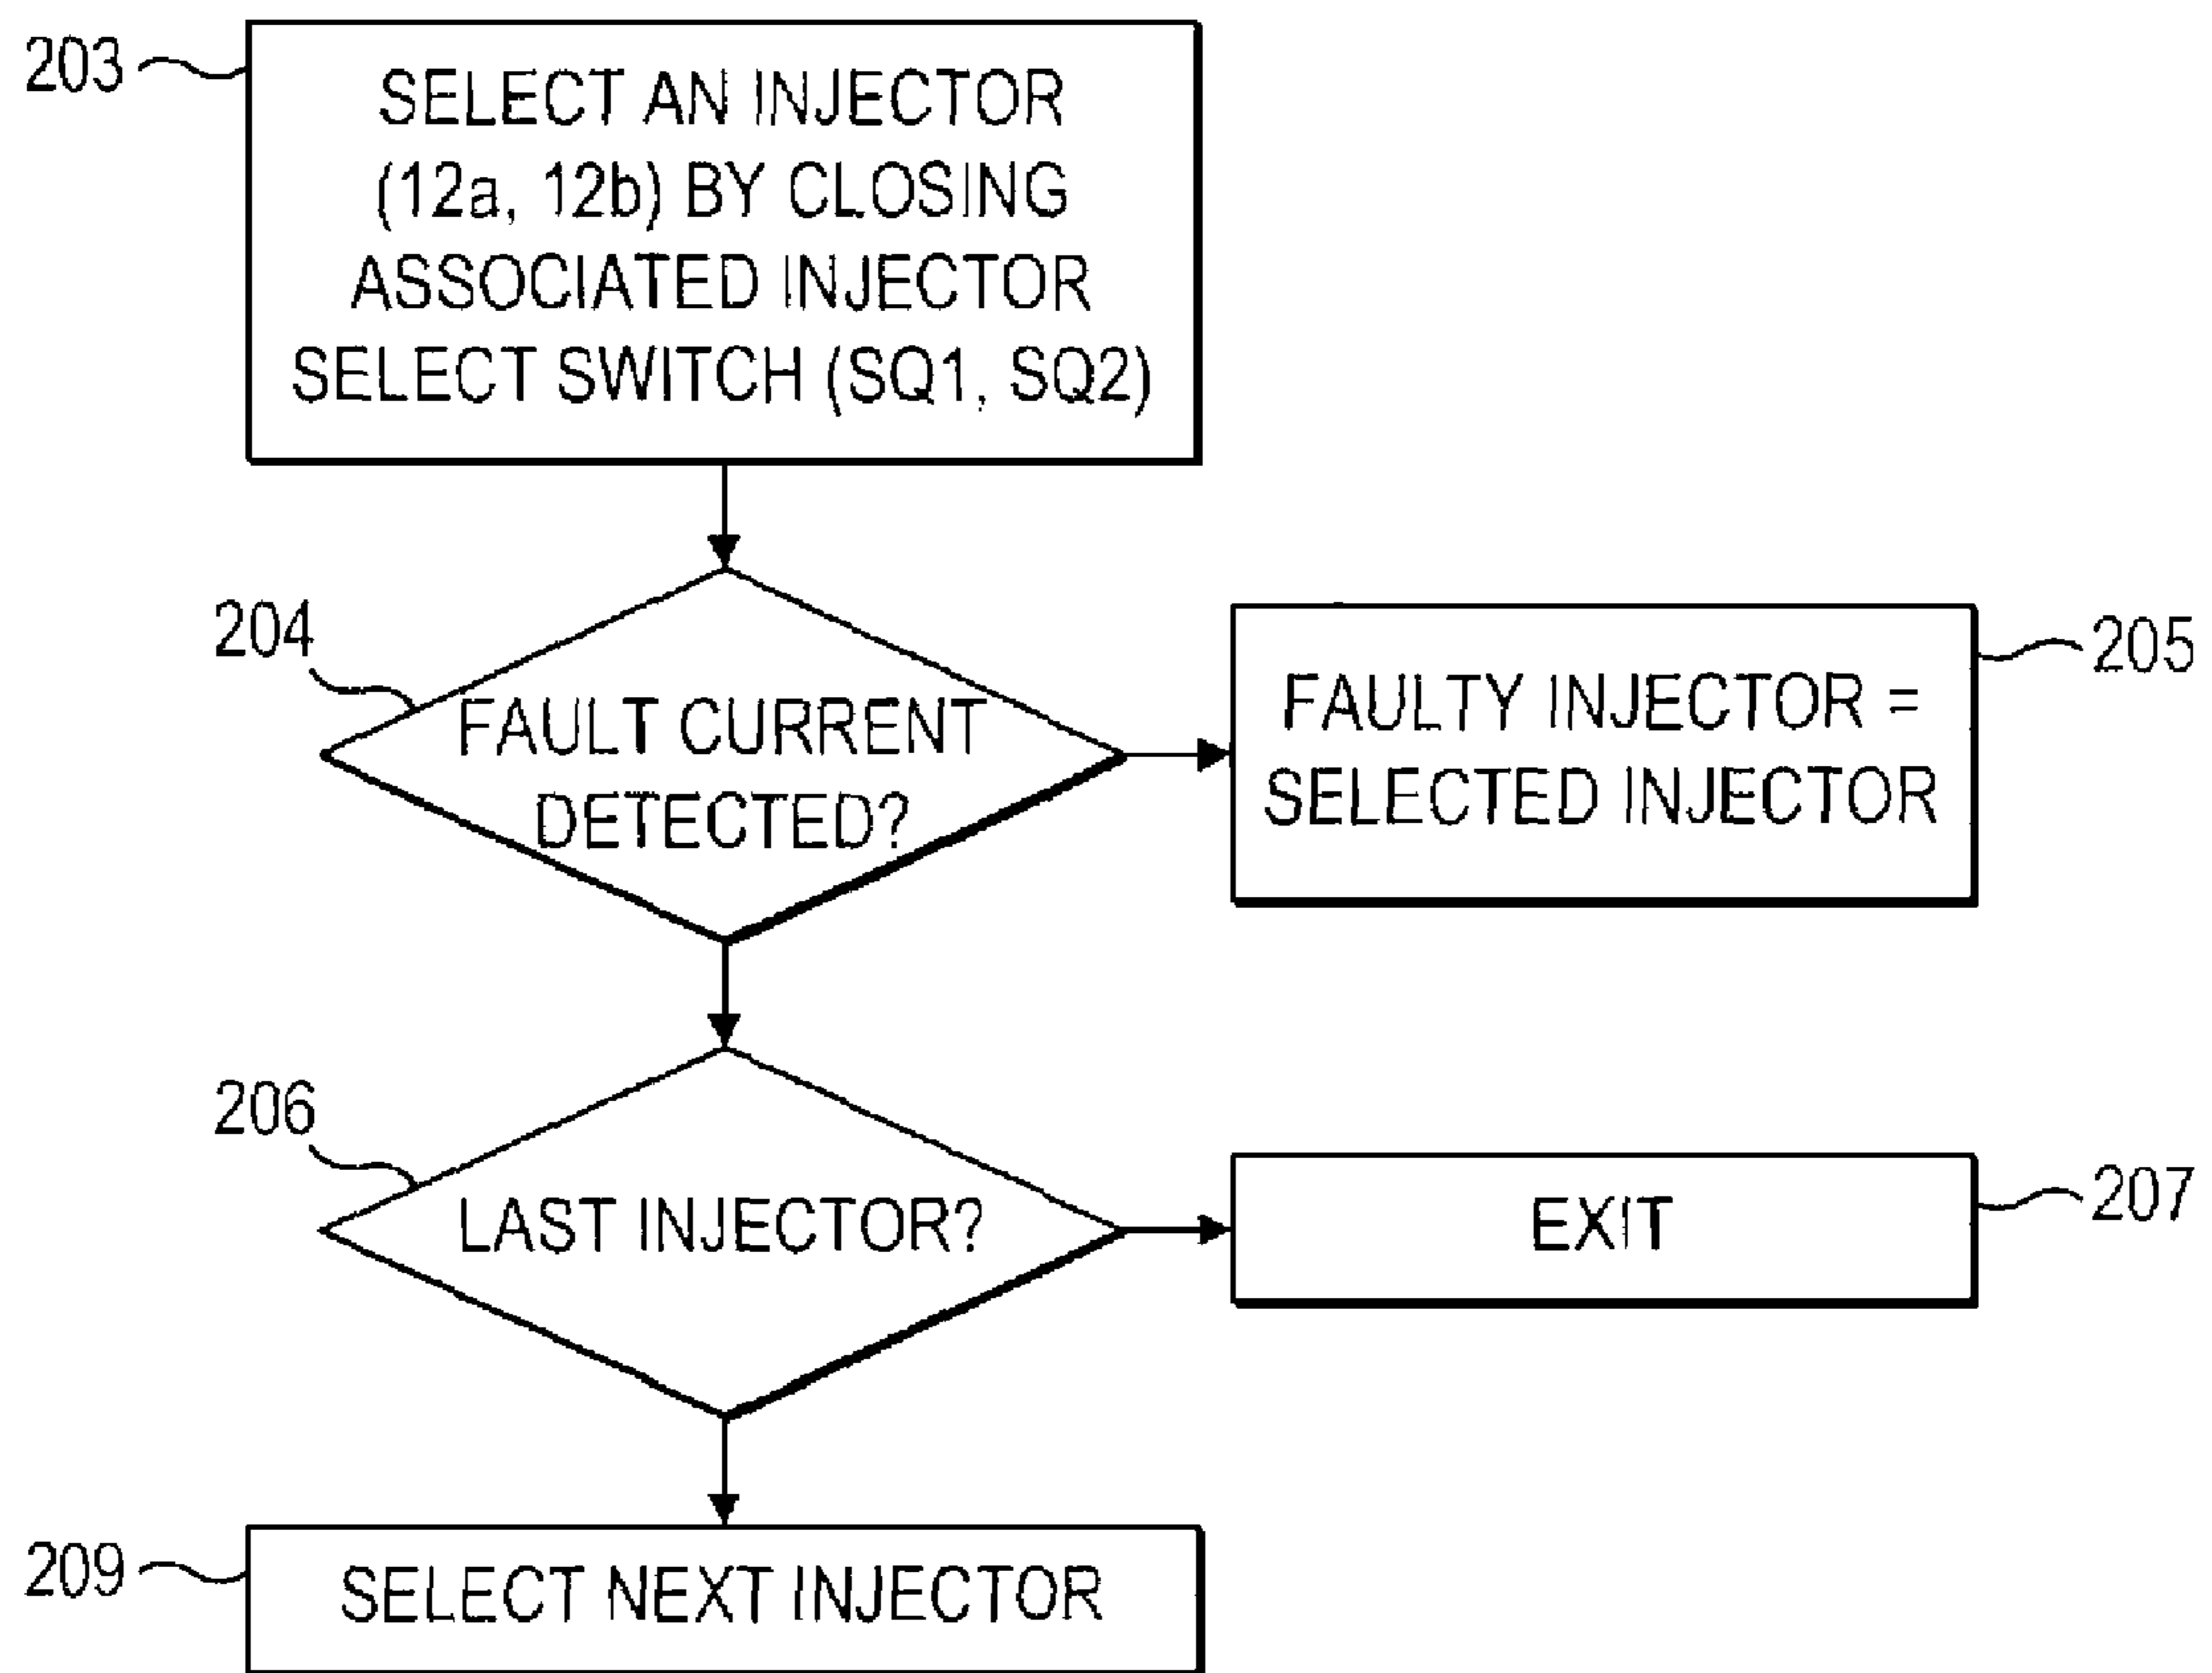 203
SELECT AN INJECTOR
(12a, 12b) BY CLOSING
ASSOCIATED INJECTOR
SELECT SWITCH (SQ1, SQ2)
204
FAULT CURRENT
DETECTED?
FAULTY INJECTOR =
SELECTED INJECTOR
205
206
LAST INJECTOR?
EXIT
207
209
SELECT NEXT INJECTOR